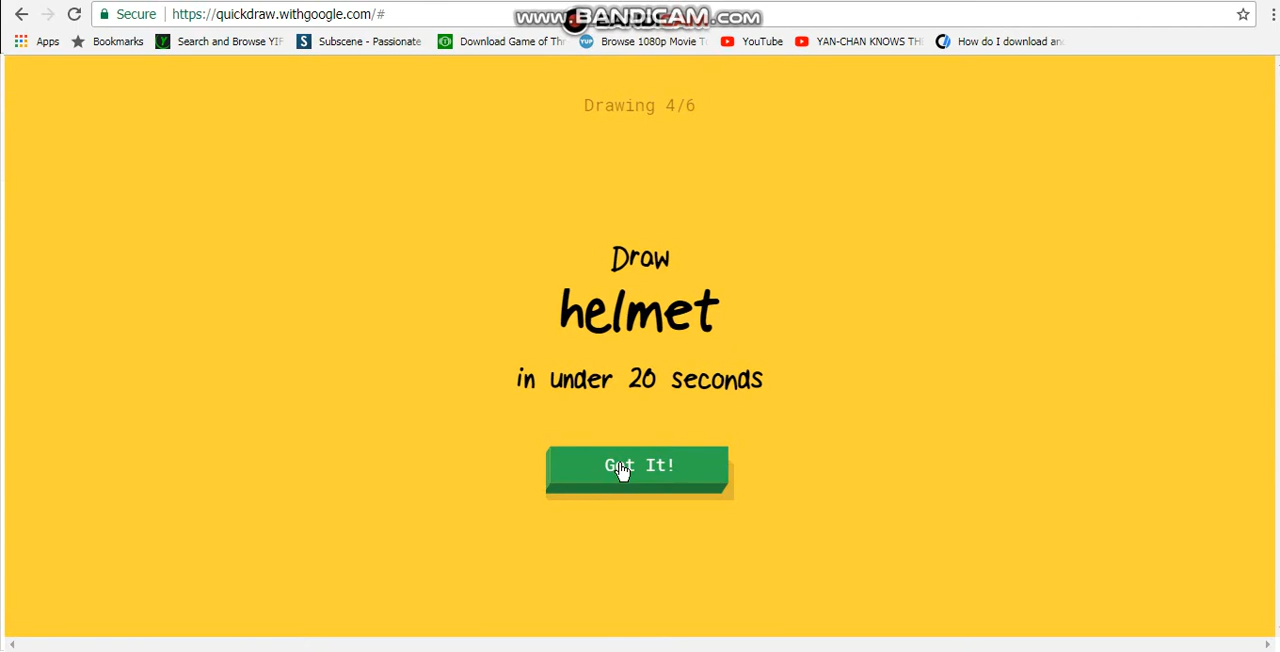 Secure https://quickdraw.withgoogle.com/#
www.BANDICAM.com
Apps Bookmarks Search and Browse YIF Subscene - Passionate Download Game of Thr Browse 1080p Movie T YouTube YAN-CHAN KNOWS TH How do I download and
Drawing 4/6
Draw
helmet
in under 20 seconds
Got It!